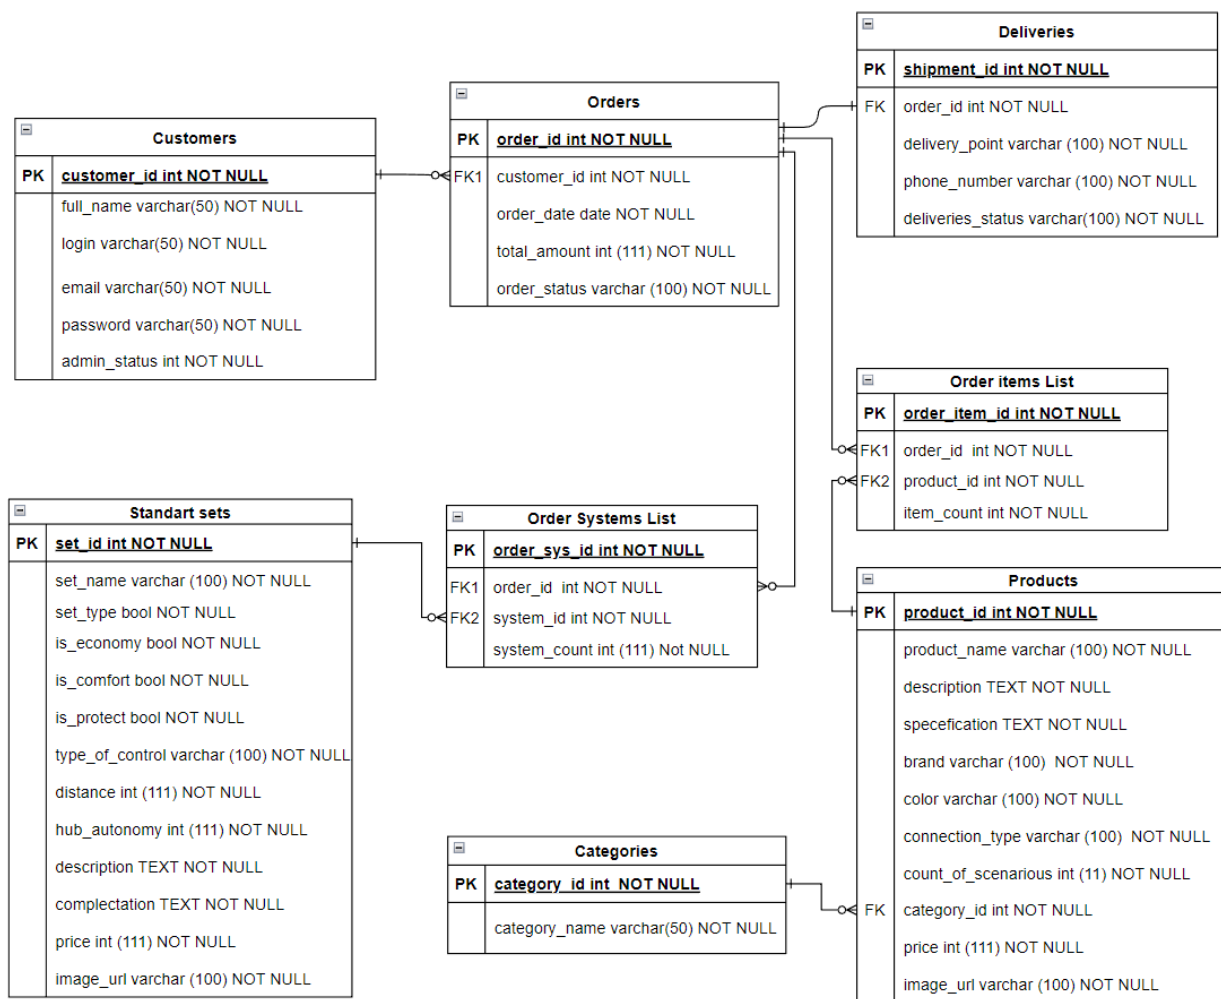 Customers
PK customer_id int NOT NULL
full_name varchar(50) NOT NULL
login varchar(50) NOT NULL
email varchar(50) NOT NULL
password varchar(50) NOT NULL
admin_status int NOT NULL
Orders
PK order_id int NOT NULL
FK1 customer_id int NOT NULL
order_date date NOT NULL
total_amount int (111) NOT NULL
order_status varchar (100) NOT NULL
Deliveries
PK shipment_id int NOT NULL
FK order_id int NOT NULL
delivery_point varchar (100) NOT NULL
phone_number varchar (100) NOT NULL
deliveries_status varchar(100) NOT NULL
Order items List
PK order_item_id int NOT NULL
FK1 order_id int NOT NULL
FK2 product_id int NOT NULL
item_count int NOT NULL
Standart sets
PK set_id int NOT NULL
set_name varchar (100) NOT NULL
set_type bool NOT NULL
is_economy bool NOT NULL
is_comfort bool NOT NULL
is_protect bool NOT NULL
type_of_control varchar (100) NOT NULL
distance int (111) NOT NULL
hub_autonomy int (111) NOT NULL
description TEXT NOT NULL
complectation TEXT NOT NULL
price int (111) NOT NULL
image_url varchar (100) NOT NULL
Order Systems List
PK order_sys_id int NOT NULL
FK1 order_id int NOT NULL
FK2 system_id int NOT NULL
system_count int (111) Not NULL
Products
PK product_id int NOT NULL
product_name varchar (100) NOT NULL
description TEXT NOT NULL
specefication TEXT NOT NULL
brand varchar (100) NOT NULL
color varchar (100) NOT NULL
connection_type varchar (100) NOT NULL
count_of_scenarious int (11) NOT NULL
FK category_id int NOT NULL
price int (111) NOT NULL
image_url varchar (100) NOT NULL
Categories
PK category_id int NOT NULL
category_name varchar(50) NOT NULL